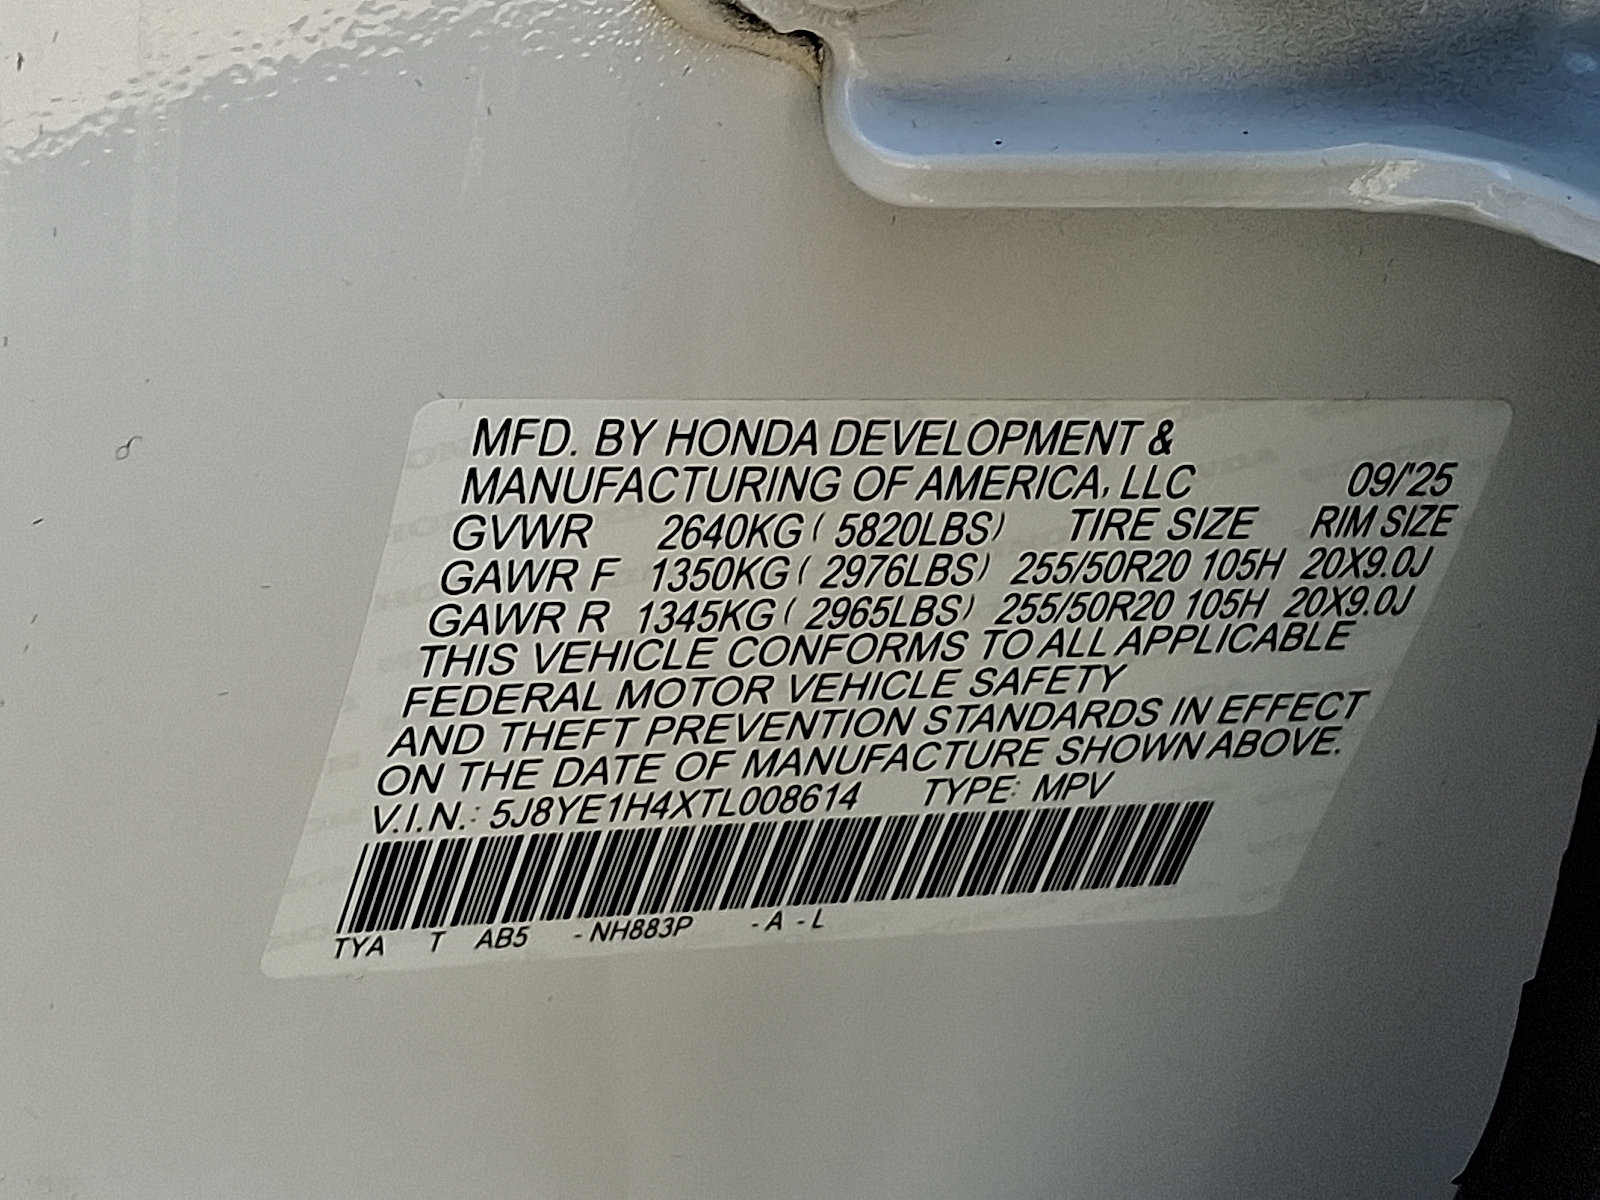 MFD. BY HONDA DEVELOPMENT &
MANUFACTURING OF AMERICA, LLC 09/'25
GVWR 2640KG ( 5820LBS) TIRE SIZE RIM SIZE
GAWR F 1350KG ( 2976LBS) 255/50R20 105H 20X9.0J
GAWR R 1345KG ( 2965LBS) 255/50R20 105H 20X9.0J
THIS VEHICLE CONFORMS TO ALL APPLICABLE
FEDERAL MOTOR VEHICLE SAFETY
AND THEFT PREVENTION STANDARDS IN EFFECT
ON THE DATE OF MANUFACTURE SHOWN ABOVE.
V.I.N.: 5J8YE1H4XTL008614 TYPE: MPV
TYA T AB5 - NH883P - A - L